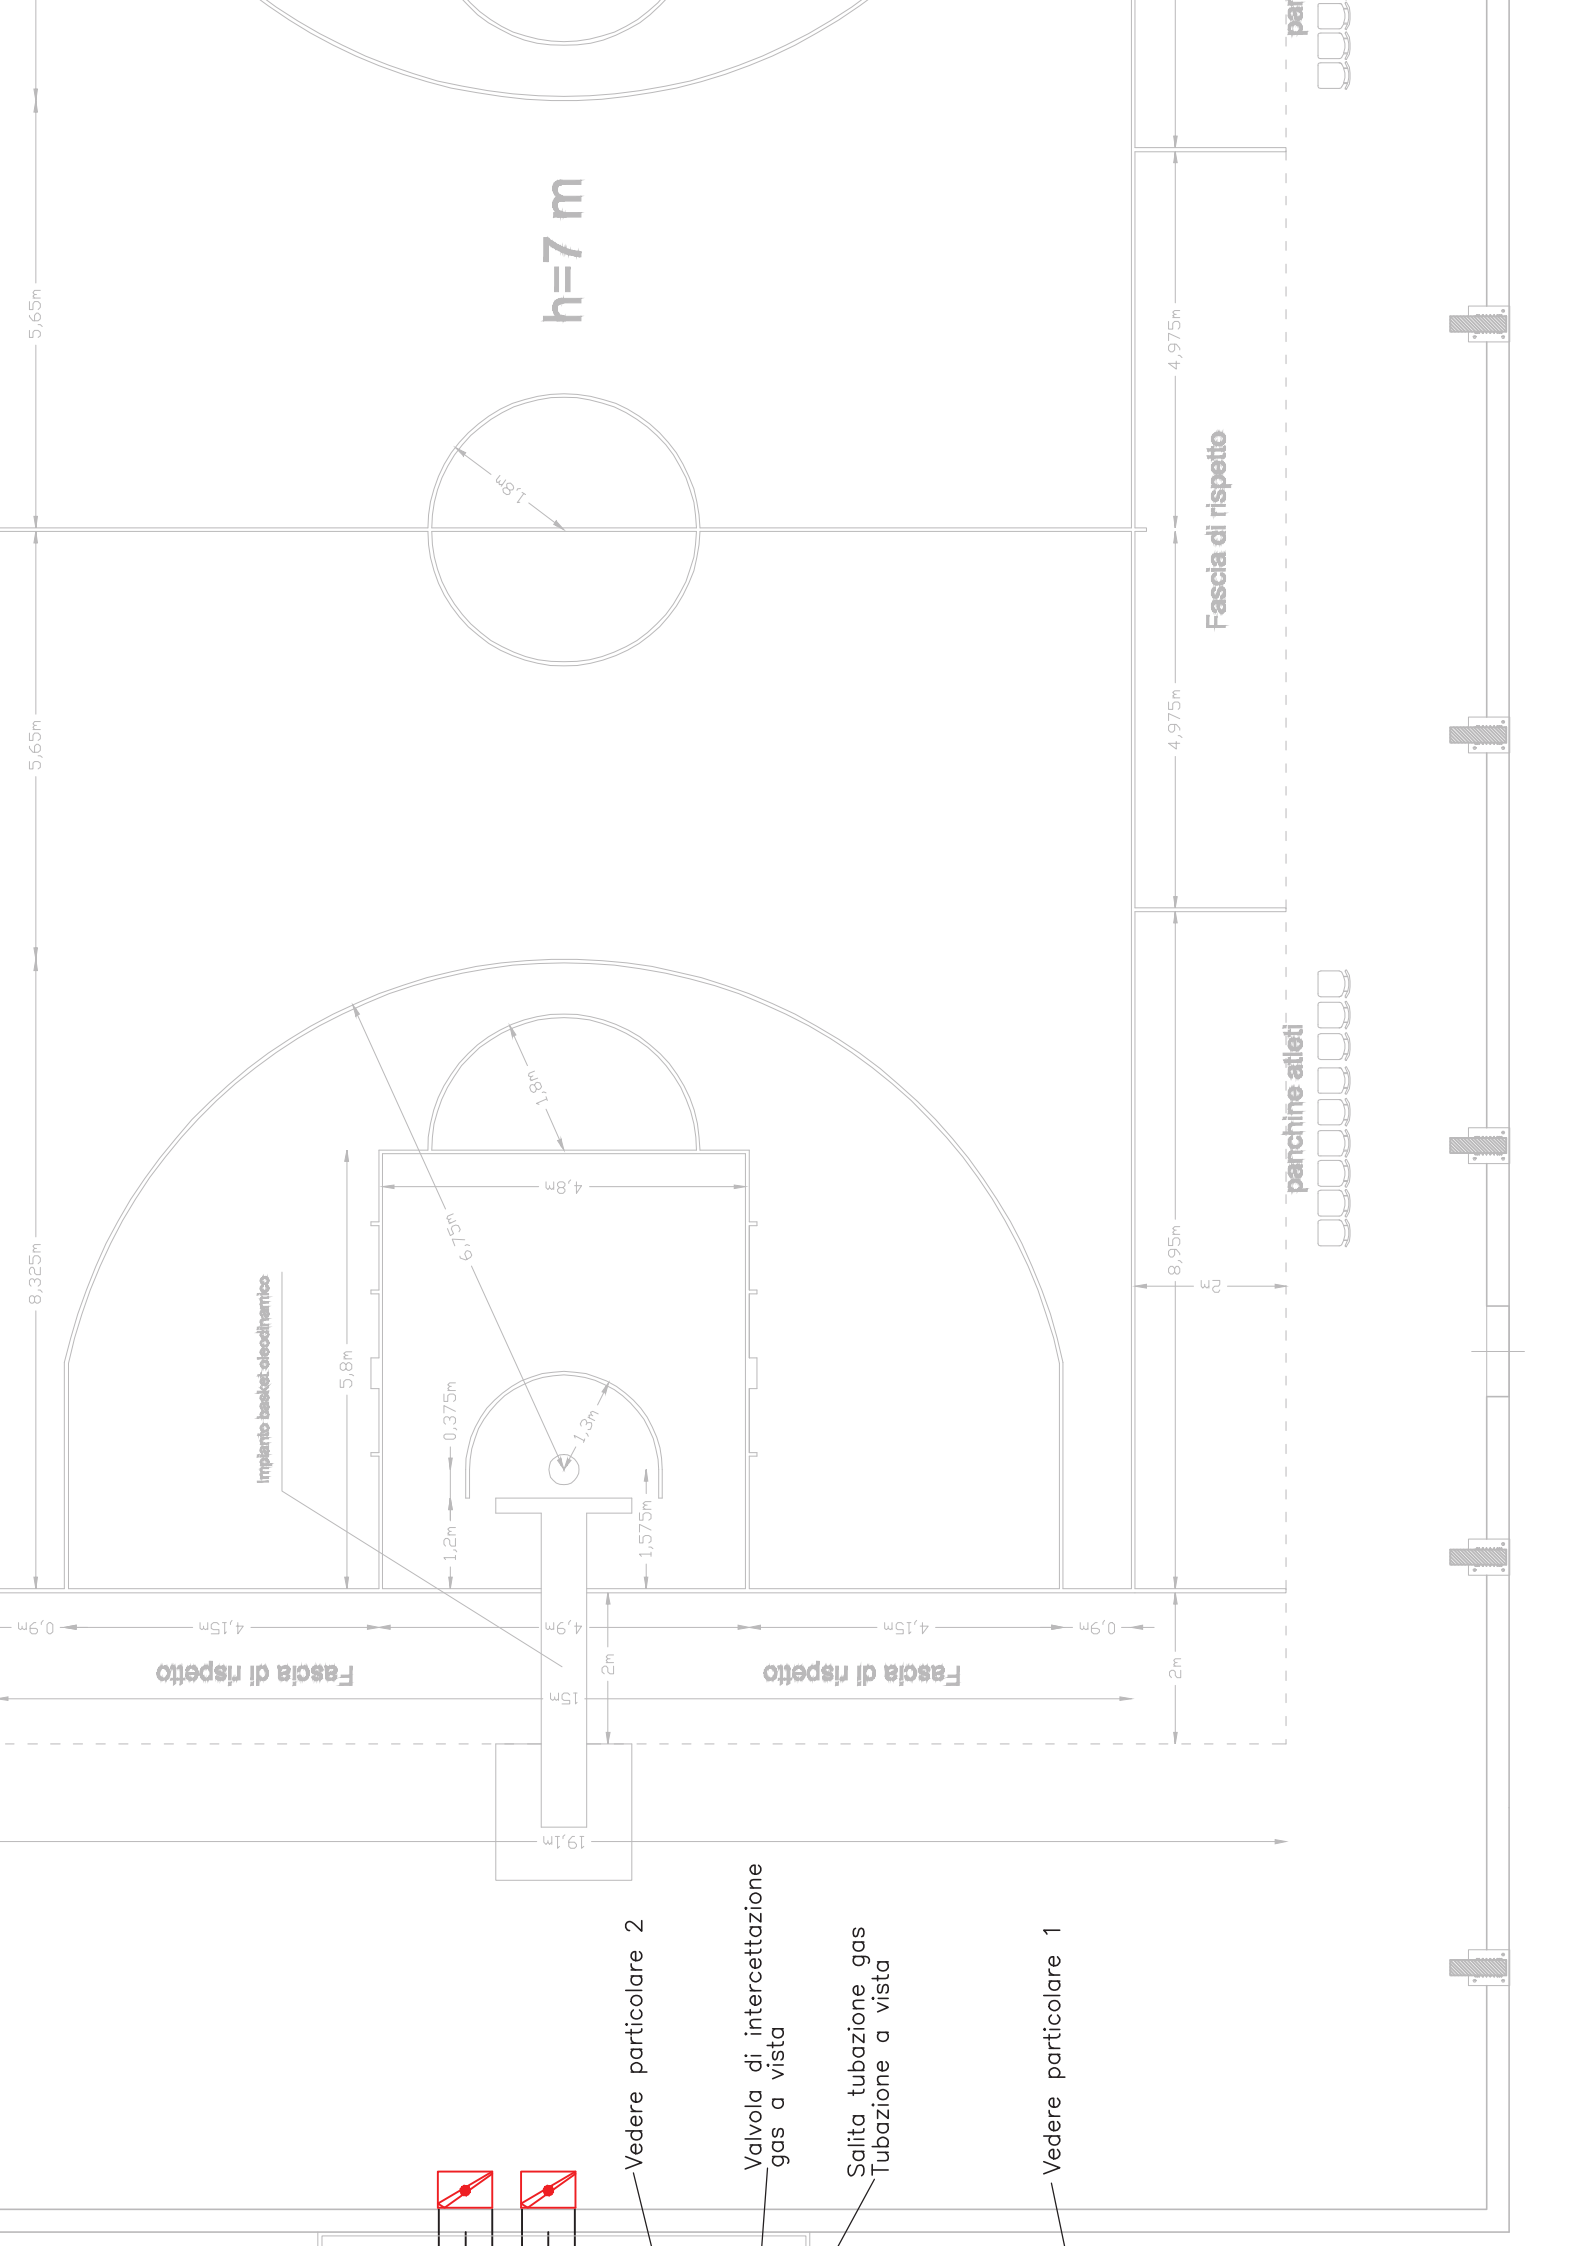 par
h=7 m
5,65m
4,975m
1,8m
Fascia di rispetto
5,65m
4,975m
panchine atleti
1,8m
4,8m
6,75m
8,325m
8,95m
2m
Impianto basket oleodinamico
5,8m
0,375m
1,3m
1,2m
1,575m
0,9m
4,15m
4,9m
4,15m
0,9m
Fascia di rispetto
2m
Fascia di rispetto
2m
15m
19,1m
Vedere particolare 2
Valvola di intercettazione
gas a vista
Salita tubazione gas
Tubazione a vista
Vedere particolare 1